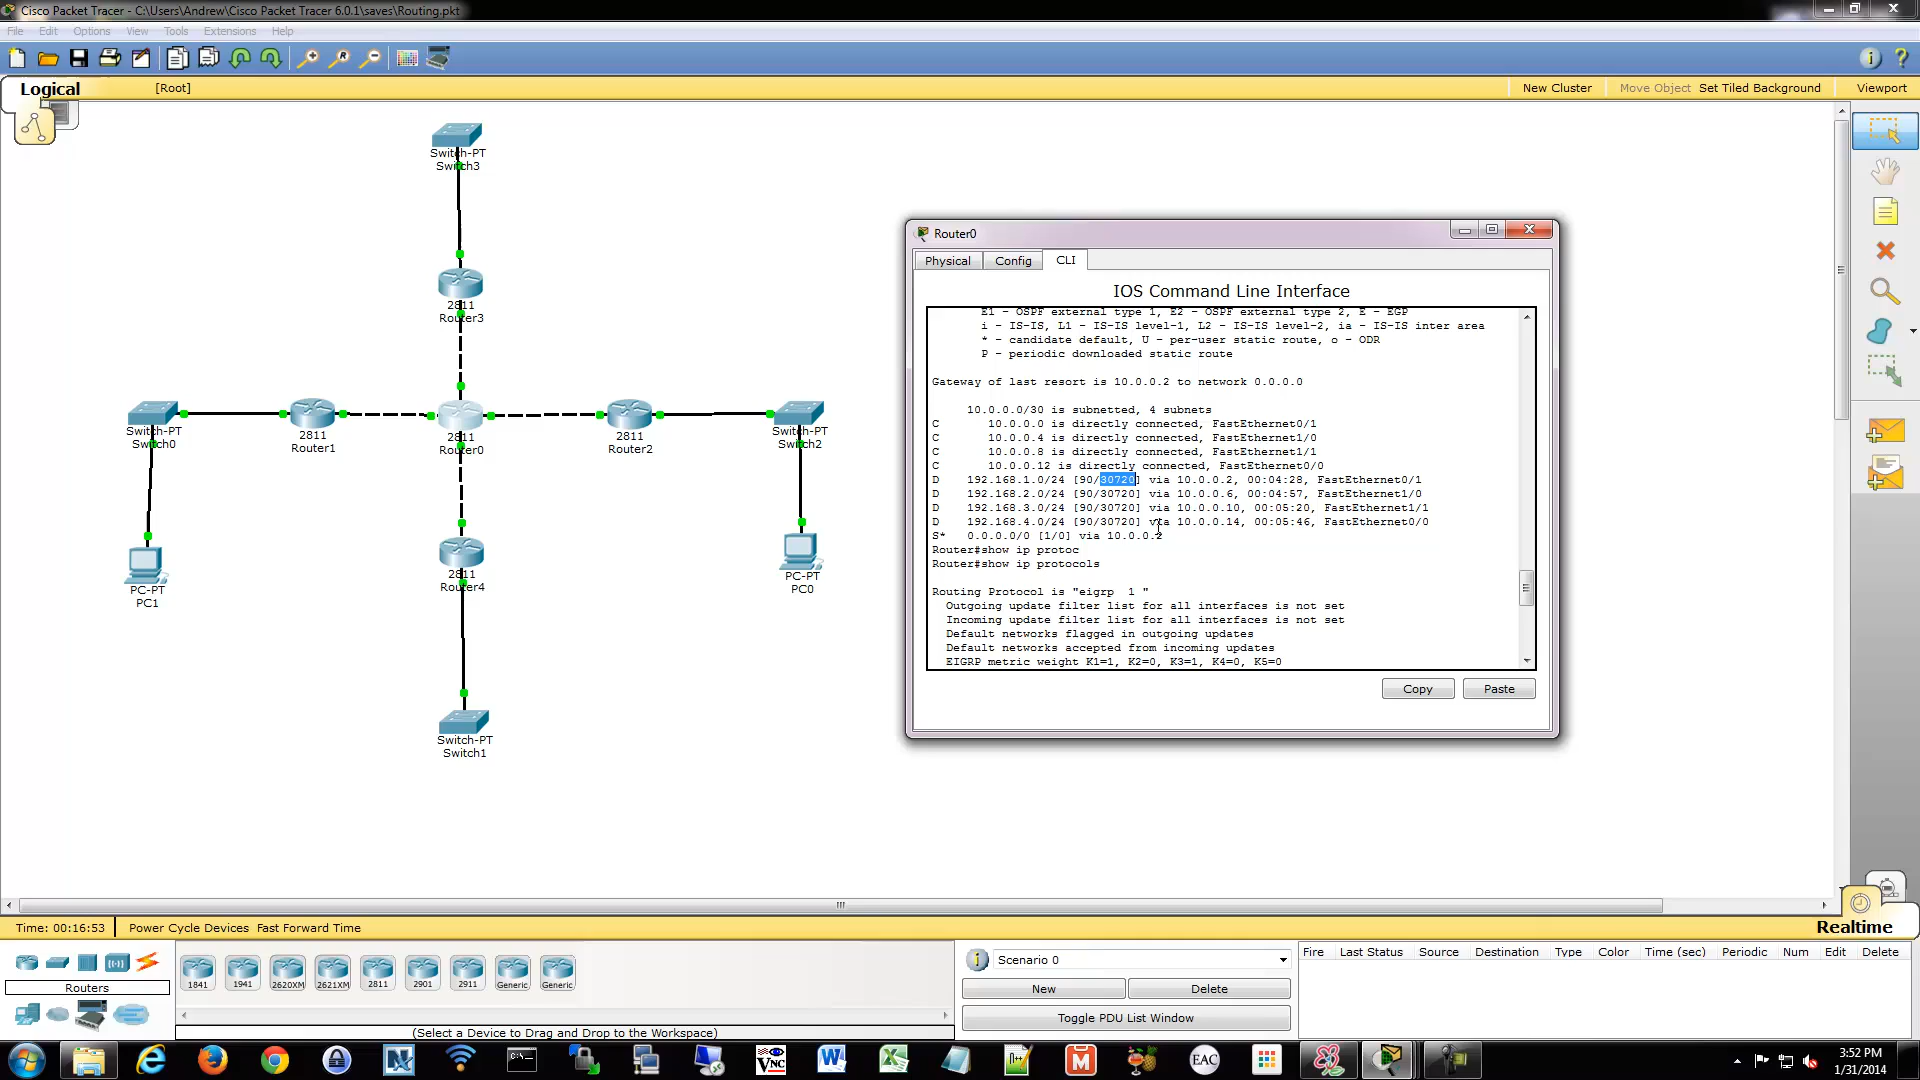 Cisco Packet Tracer - C:\Users\Andrew\Cisco Packet Tracer 6.0.1\saves\Routing.pkt
File Edit Options View Tools Extensions Help
Logical [Root] New Cluster Move Object Set Tiled Background Viewport
Switch-PT
Switch3
2811
Router3
Switch-PT
Switch0
2811
Router1
2811
Router0
2811
Router2
Switch-PT
Switch2
PC-PT
PC1
2811
Router4
PC-PT
PC0
Switch-PT
Switch1
Router0
Physical Config CLI
IOS Command Line Interface
E1 - OSPF external type 1, E2 - OSPF external type 2, E - EGP
i - IS-IS, L1 - IS-IS level-1, L2 - IS-IS level-2, ia - IS-IS inter area
* - candidate default, U - per-user static route, o - ODR
P - periodic downloaded static route
Gateway of last resort is 10.0.0.2 to network 0.0.0.0
10.0.0.0/30 is subnetted, 4 subnets
C 10.0.0.0 is directly connected, FastEthernet0/1
C 10.0.0.4 is directly connected, FastEthernet1/0
C 10.0.0.8 is directly connected, FastEthernet1/1
C 10.0.0.12 is directly connected, FastEthernet0/0
D 192.168.1.0/24 [90/30720] via 10.0.0.2, 00:04:28, FastEthernet0/1
D 192.168.2.0/24 [90/30720] via 10.0.0.6, 00:04:57, FastEthernet1/0
D 192.168.3.0/24 [90/30720] via 10.0.0.10, 00:05:20, FastEthernet1/1
D 192.168.4.0/24 [90/30720] via 10.0.0.14, 00:05:46, FastEthernet0/0
S* 0.0.0.0/0 [1/0] via 10.0.0.2
Router#show ip protoc
Router#show ip protocols
Routing Protocol is "eigrp 1 "
Outgoing update filter list for all interfaces is not set
Incoming update filter list for all interfaces is not set
Default networks flagged in outgoing updates
Default networks accepted from incoming updates
EIGRP metric weight K1=1, K2=0, K3=1, K4=0, K5=0
Copy Paste
Time: 00:16:53 Power Cycle Devices Fast Forward Time Realtime
Routers
1841 1941 2620XM 2621XM 2811 2901 2911 Generic Generic
(Select a Device to Drag and Drop to the Workspace)
Scenario 0
New Delete
Toggle PDU List Window
Fire Last Status Source Destination Type Color Time (sec) Periodic Num Edit Delete
VNC
EAC
3:52 PM
1/31/2014